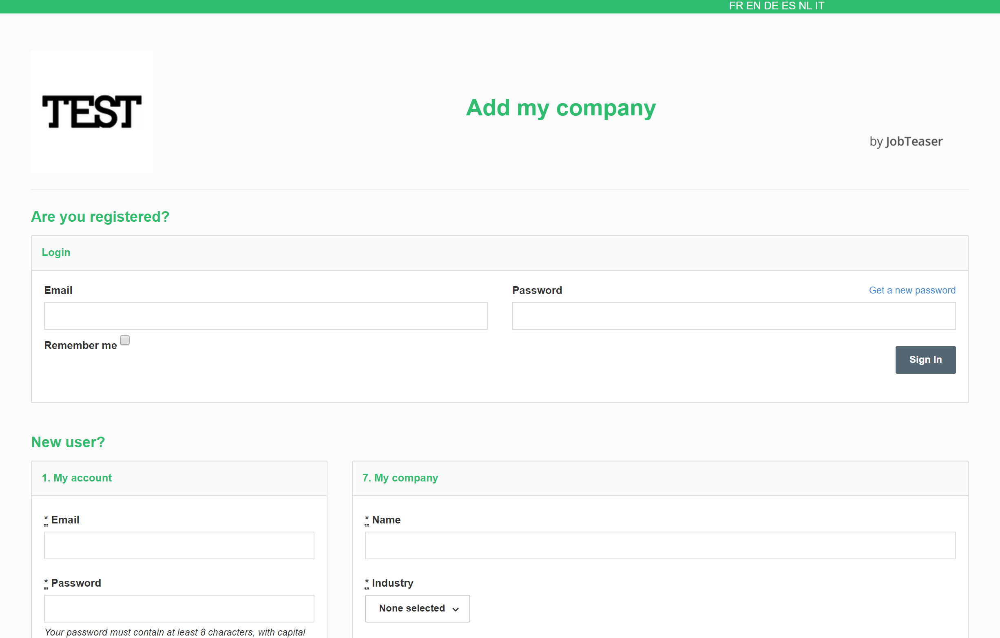 FR EN DE ES NL IT
TEST
Add my company
by JobTeaser
Are you registered?
Login
Email
Password
Get a new password
Remember me
Sign In
New user?
1. My account
* Email
* Password
Your password must contain at least 8 characters, with capital
7. My company
* Name
* Industry
None selected